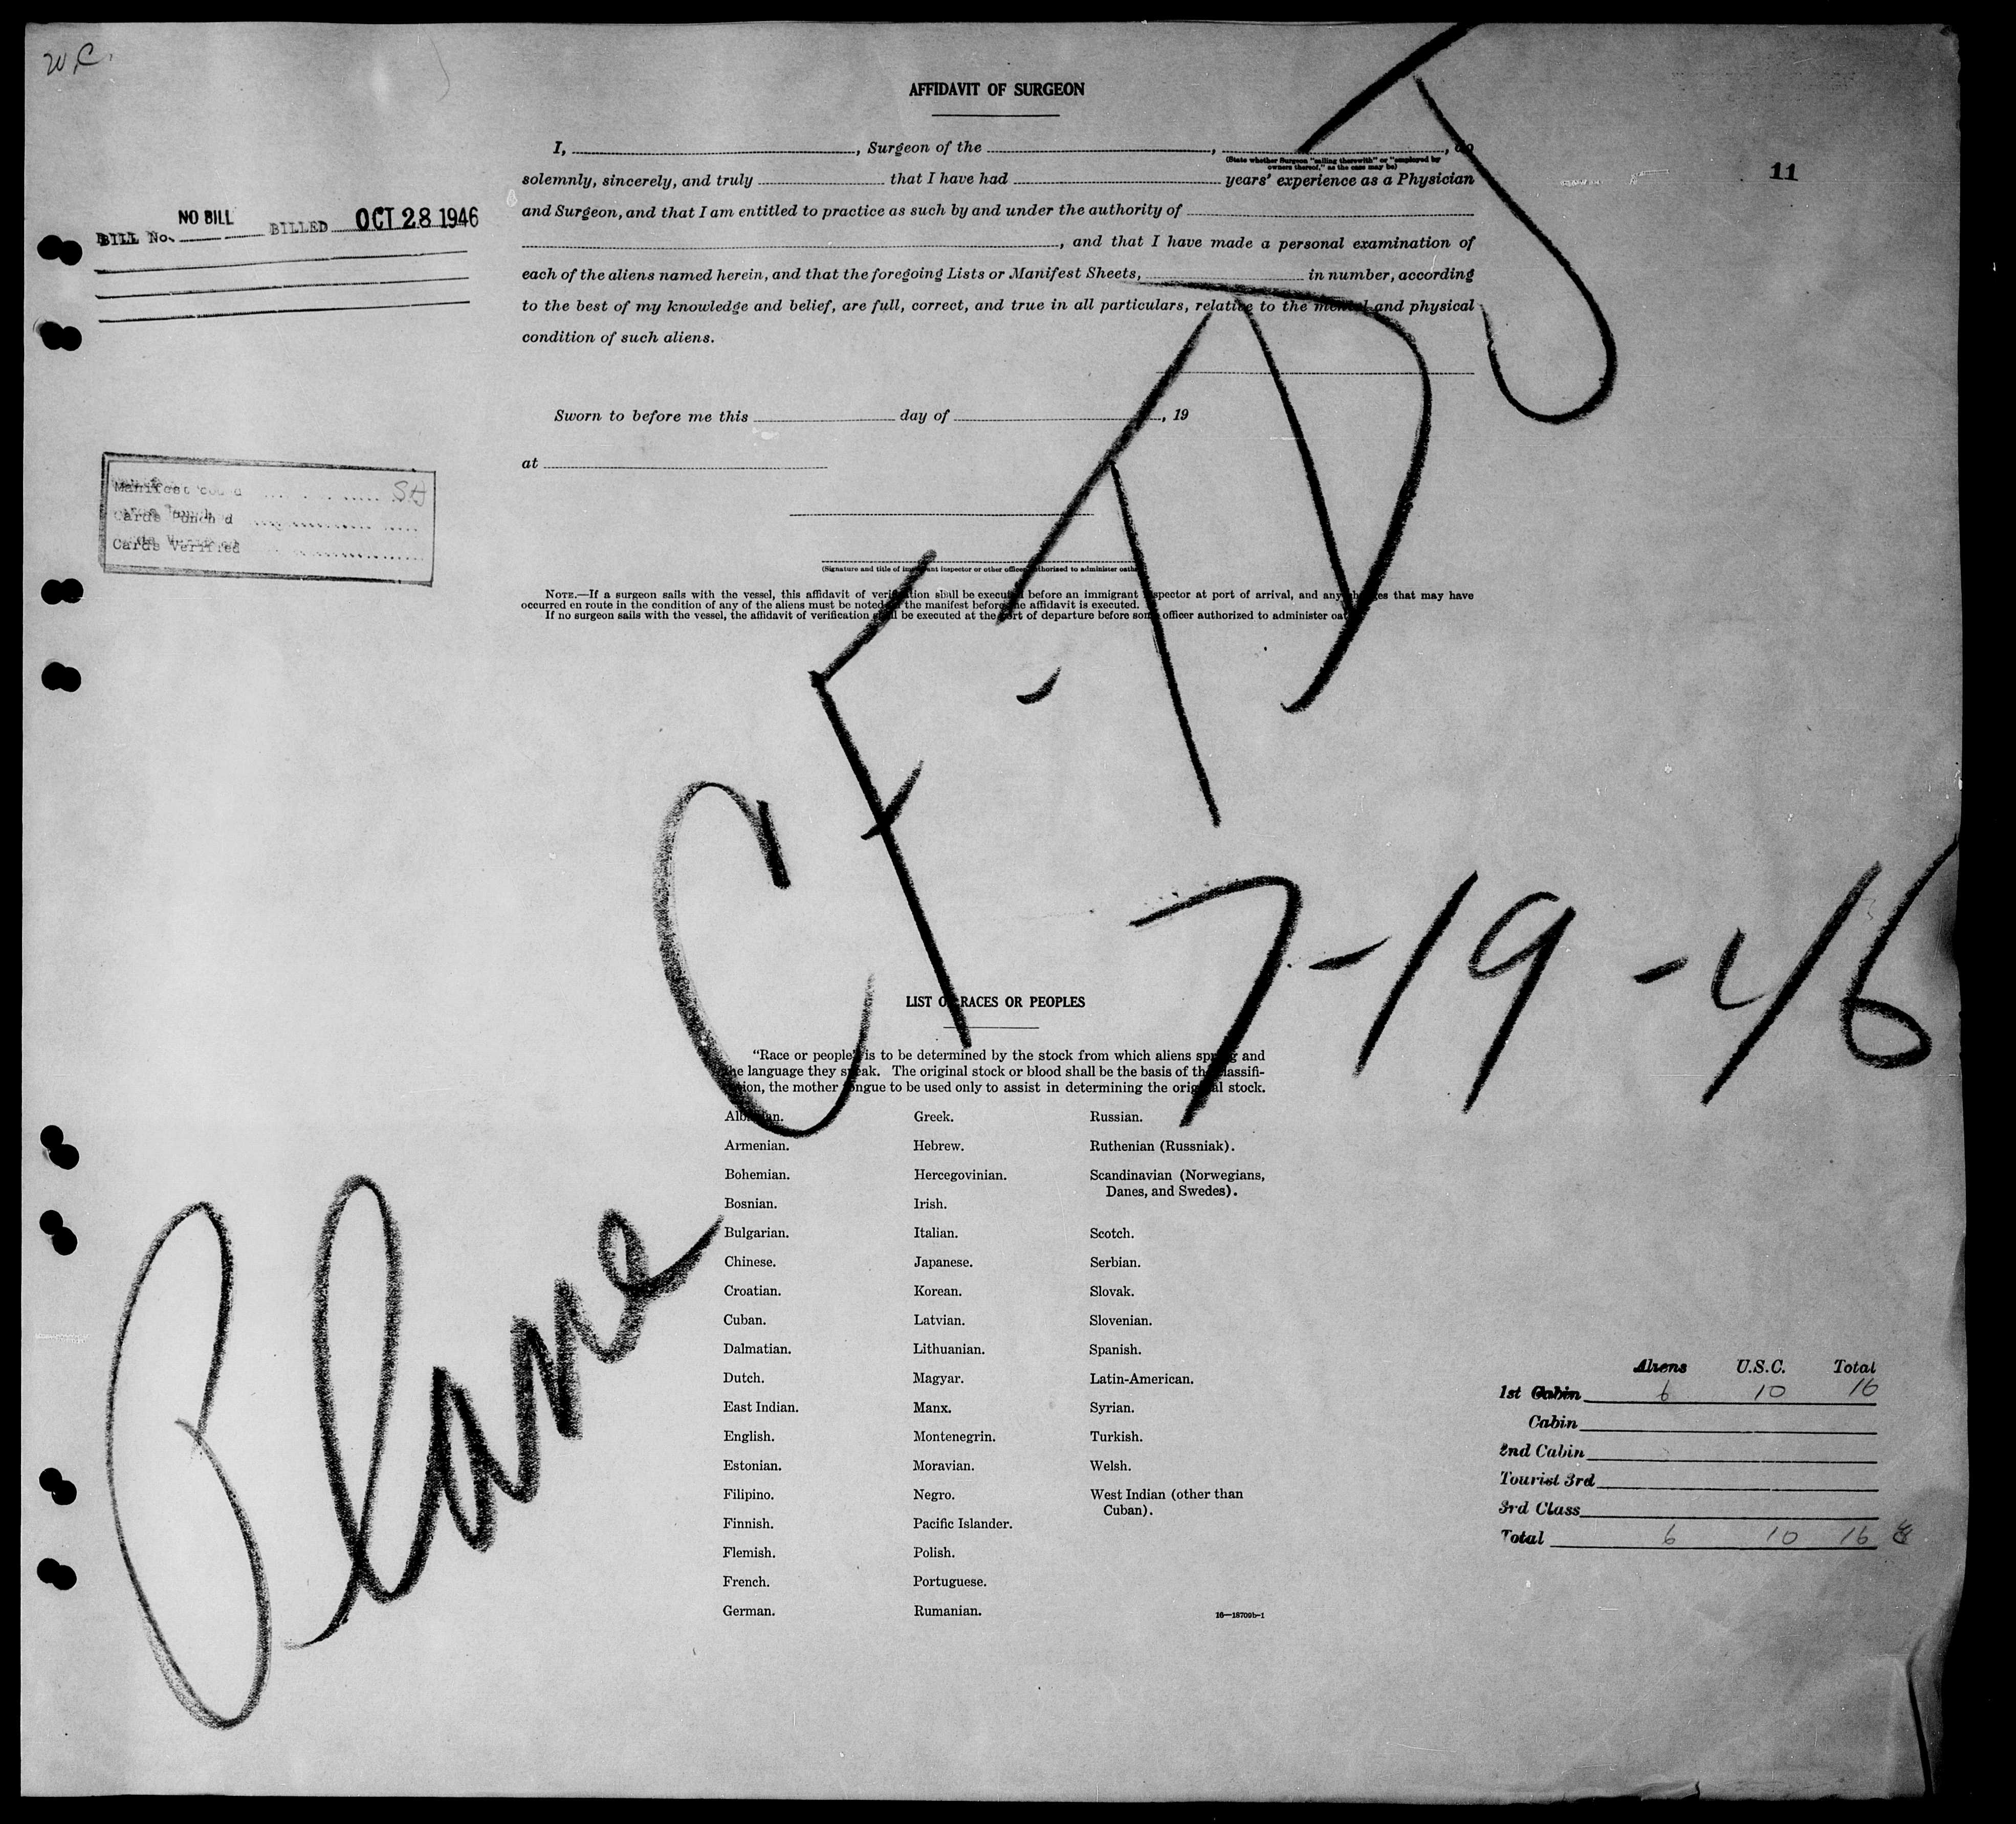 W.C.
AFFIDAVIT OF SURGEON
11
I, , Surgeon of the , , do
(State whether Surgeon "sailing therewith" or "employed by
owners thereof," as the case may be)
solemnly, sincerely, and truly that I have had years' experience as a Physician
and Surgeon, and that I am entitled to practice as such by and under the authority of
, and that I have made a personal examination of
each of the aliens named herein, and that the foregoing Lists or Manifest Sheets, in number, according
to the best of my knowledge and belief, are full, correct, and true in all particulars, relative to the mental and physical
condition of such aliens.
NO BILL
BILL No. BILLED OCT 28 1946
Sworn to before me this day of , 19
at
Manifest cod d SH
Cards Punch d
Cards Verified
(Signature and title of immigrant inspector or other officer authorized to administer oaths)
NOTE.—If a surgeon sails with the vessel, this affidavit of verification shall be executed before an immigrant inspector at port of arrival, and any changes that may have
occurred en route in the condition of any of the aliens must be noted on the manifest before the affidavit is executed.
If no surgeon sails with the vessel, the affidavit of verification shall be executed at the port of departure before some officer authorized to administer oaths.
Plane CF-TDJ
7-19-46
LIST OF RACES OR PEOPLES
"Race or people" is to be determined by the stock from which aliens sprang and
the language they speak. The original stock or blood shall be the basis of the classifi-
cation, the mother tongue to be used only to assist in determining the original stock.
Albanian. Greek. Russian.
Armenian. Hebrew. Ruthenian (Russniak).
Bohemian. Hercegovinian. Scandinavian (Norwegians,
Danes, and Swedes).
Bosnian. Irish.
Bulgarian. Italian. Scotch.
Chinese. Japanese. Serbian.
Croatian. Korean. Slovak.
Cuban. Latvian. Slovenian.
Dalmatian. Lithuanian. Spanish.
Dutch. Magyar. Latin-American.
East Indian. Manx. Syrian.
English. Montenegrin. Turkish.
Estonian. Moravian. Welsh.
Filipino. Negro. West Indian (other than
Cuban).
Finnish. Pacific Islander.
Flemish. Polish.
French. Portuguese.
German. Rumanian.
16—18709b-1
Aliens U.S.C. Total
1st Cabin 6 10 16
Cabin
2nd Cabin
Tourist 3rd
3rd Class
Total 6 10 16